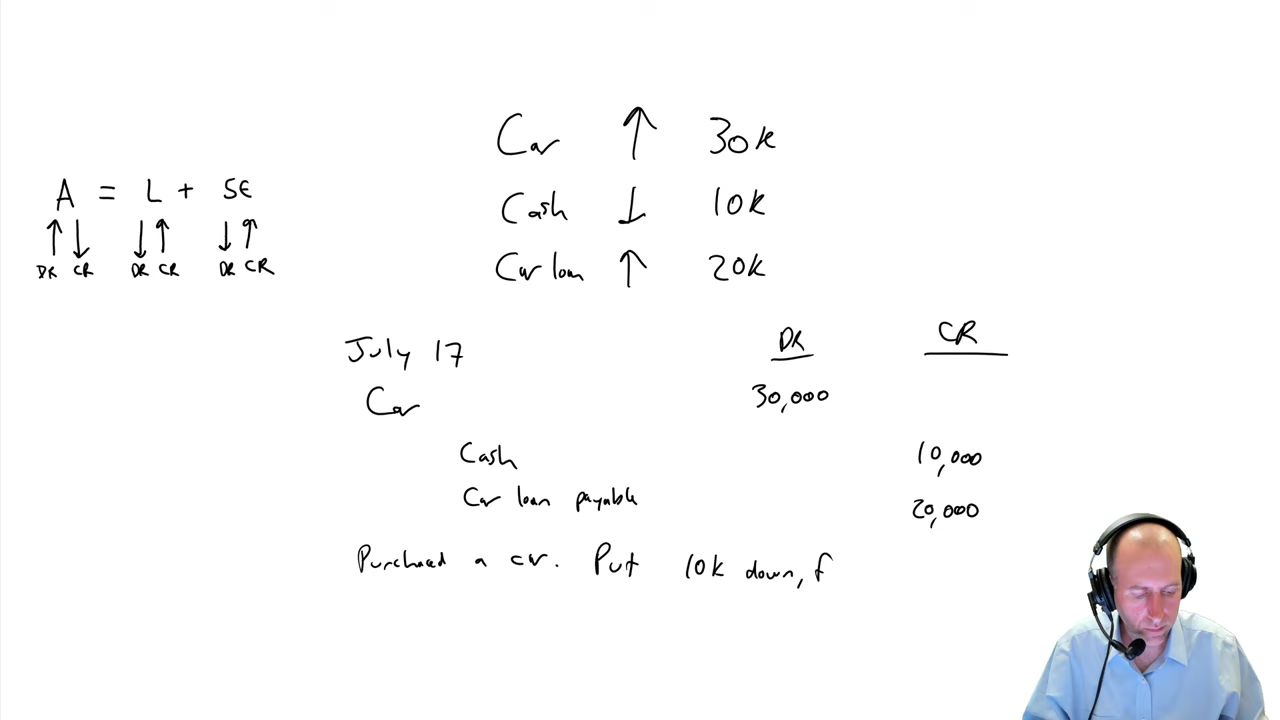 Car ↑ 30k
A = L + SE
Cash ↓ 10k
↑ ↓ ↓ ↑ ↓ ↑
DR CR DR CR DR CR
Car loan ↑ 20k
July 17 DR CR
Car 30,000
Cash 10,000
Car loan payable 20,000
Purchased a car. Put 10k down, f